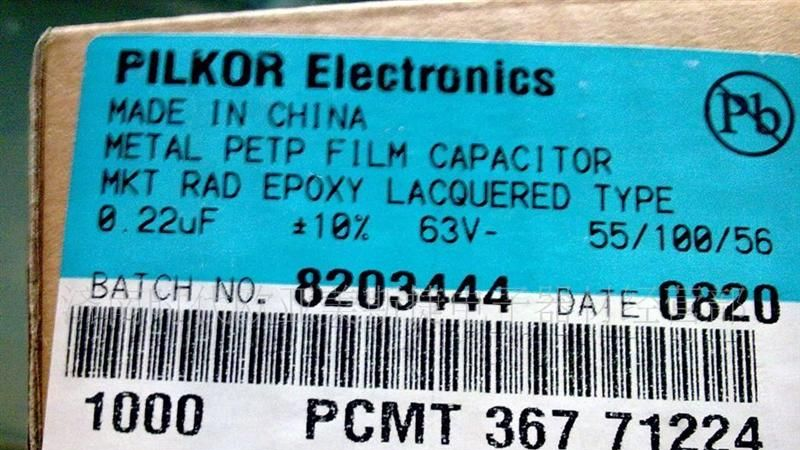 PILKOR Electronics
Pb
MADE IN CHINA
METAL PETP FILM CAPACITOR
MKT RAD EPOXY LACQUERED TYPE
0.22uF ±10% 63V- 55/100/56
BATCH NO. 8203444 DATE 0820
1000 PCMT 367 71224